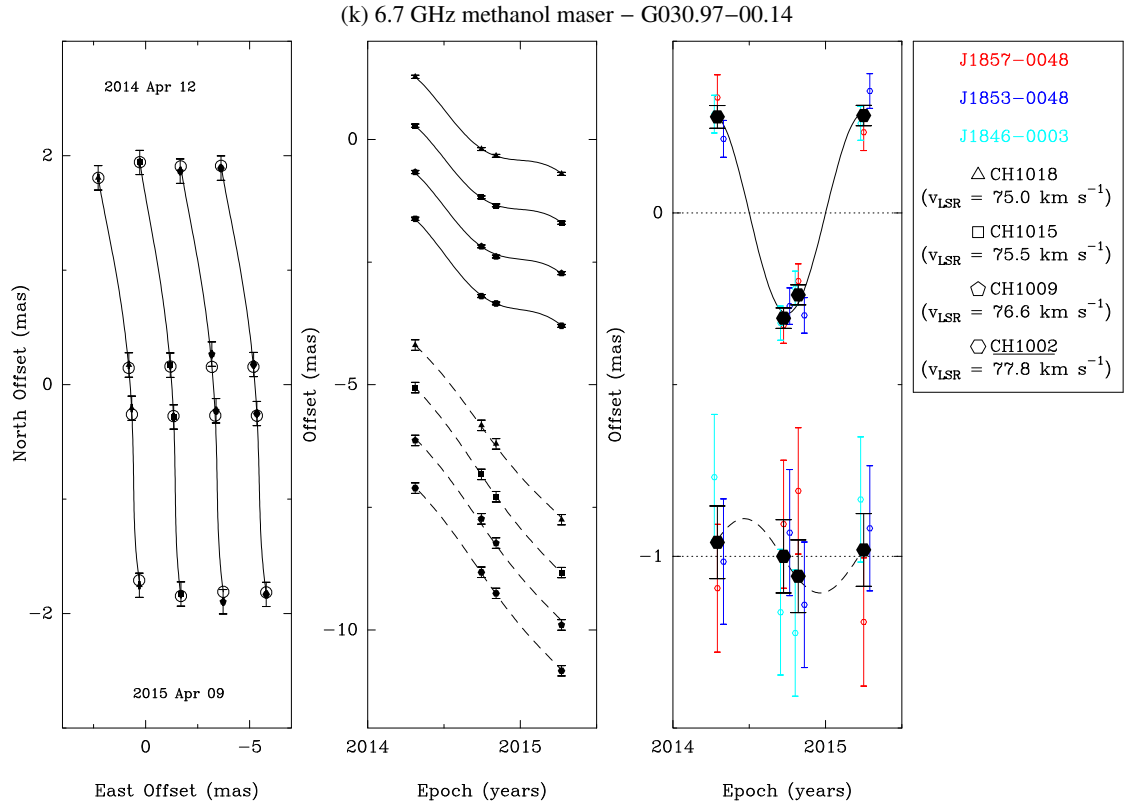 (k) 6.7 GHz methanol maser – G030.97−00.14
2014 Apr 12
2015 Apr 09
North Offset (mas)
2
0
−2
0
−5
East Offset (mas)
Offset (mas)
0
−5
−10
2014
2015
Epoch (years)
Offset (mas)
0
−1
2014
2015
Epoch (years)
J1857−0048
J1853−0048
J1846−0003
CH1018
(vLSR = 75.0 km s−1)
CH1015
(vLSR = 75.5 km s−1)
CH1009
(vLSR = 76.6 km s−1)
CH1002
(vLSR = 77.8 km s−1)